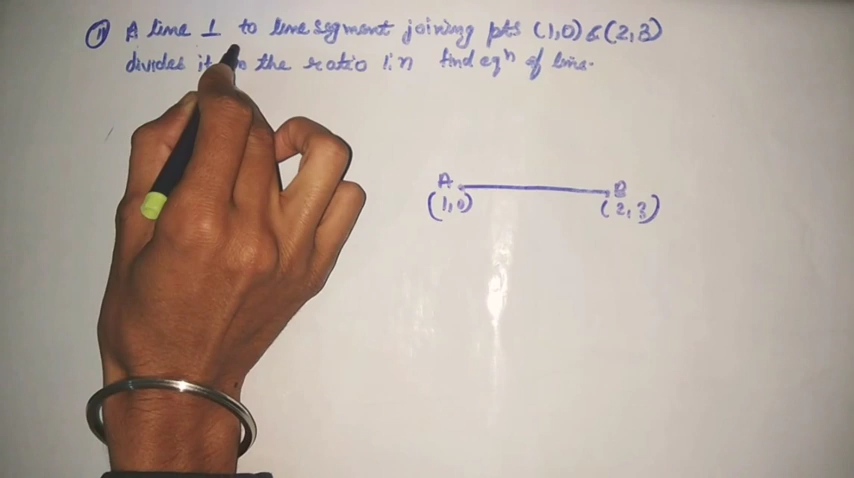 11 A line ⊥ to line segment joining pts (1,0) & (2,3)
divides it in the ratio 1:n find eqⁿ of line.
A B
(1,0) (2,3)